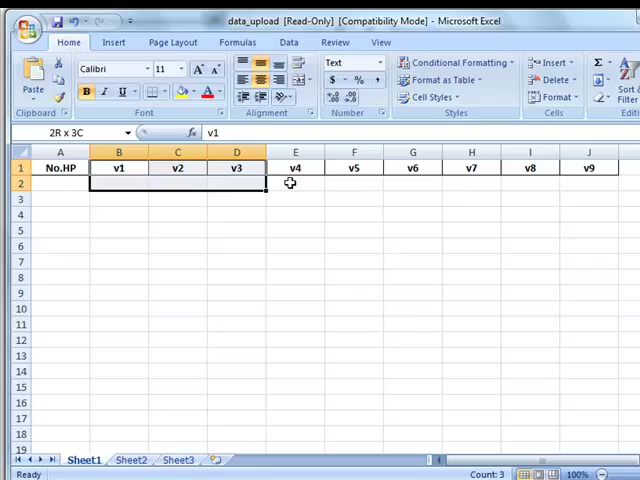 data_upload [Read-Only] [Compatibility Mode] - Microsoft Excel
Home Insert Page Layout Formulas Data Review View
Paste
Clipboard
Calibri 11
B I U
Font
Alignment
Text
$ % ,
Number
Conditional Formatting
Format as Table
Cell Styles
Styles
Insert
Delete
Format
Cells
Σ
Sort &
Filter
2R x 3C fx v1
A B C D E F G H I J
1 No.HP v1 v2 v3 v4 v5 v6 v7 v8 v9
2
3
4
5
6
7
8
9
10
11
12
13
14
15
16
17
18
19
Sheet1 Sheet2 Sheet3
Ready Count: 3 100%